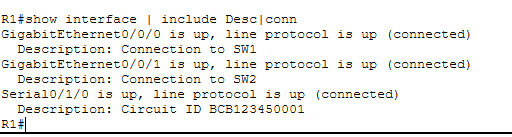 R1#show interface | include Desc|conn
GigabitEthernet0/0/0 is up, line protocol is up (connected)
  Description: Connection to SW1
GigabitEthernet0/0/1 is up, line protocol is up (connected)
  Description: Connection to SW2
Serial0/1/0 is up, line protocol is up (connected)
  Description: Circuit ID BCB123450001
R1#